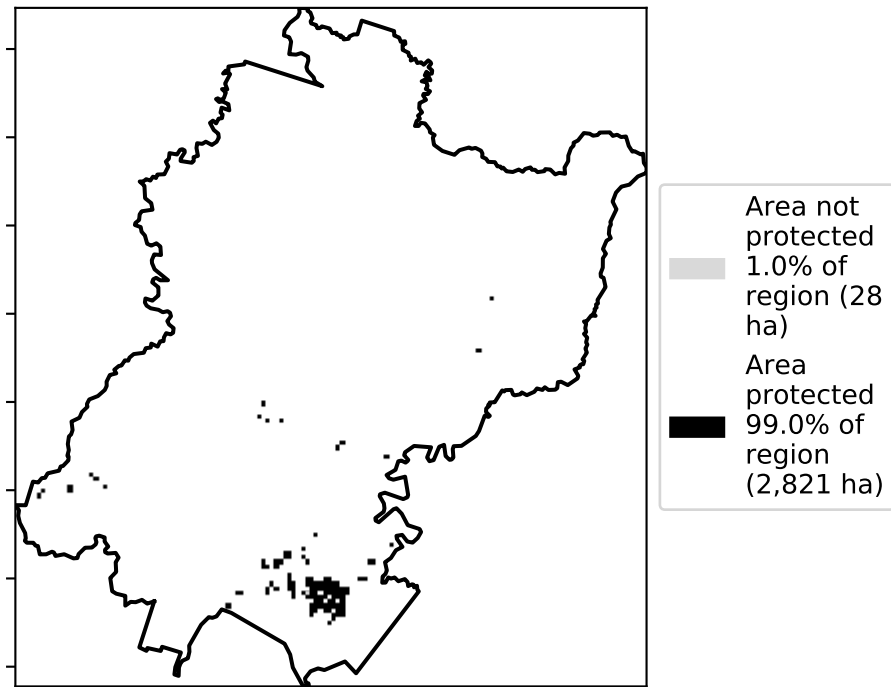 Area not
protected
1.0% of
region (28
ha)
Area
protected
99.0% of
region
(2,821 ha)